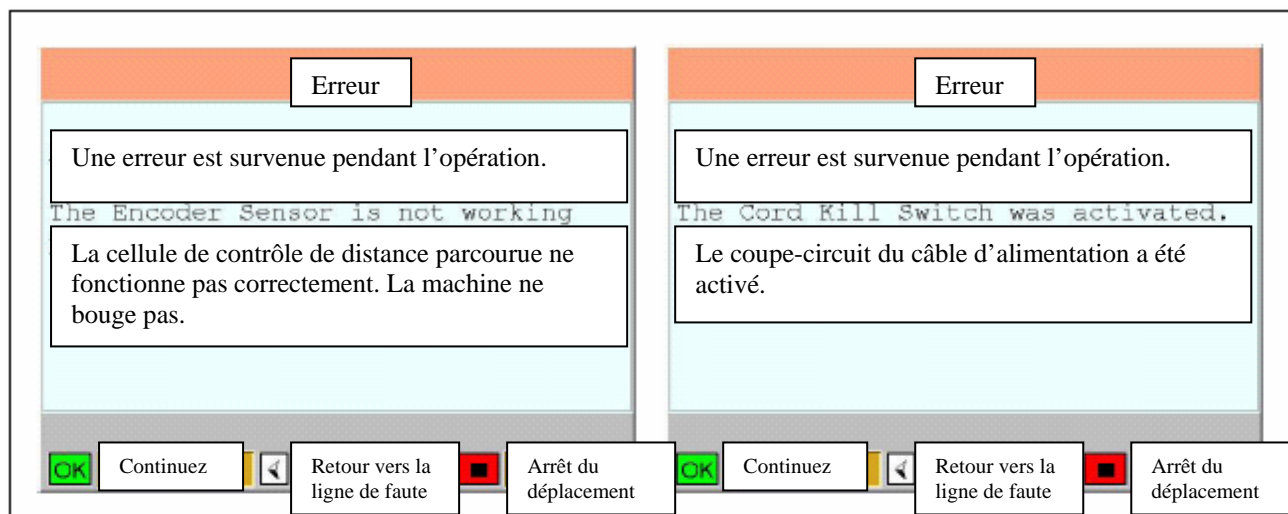 Erreur
Une erreur est survenue pendant l’opération.
The Encoder Sensor is not working
La cellule de contrôle de distance parcourue ne
fonctionne pas correctement. La machine ne
bouge pas.
OK
Continuez
Retour vers la
ligne de faute
Arrêt du
déplacement
Erreur
Une erreur est survenue pendant l’opération.
The Cord Kill Switch was activated.
Le coupe-circuit du câble d’alimentation a été
activé.
OK
Continuez
Retour vers la
ligne de faute
Arrêt du
déplacement